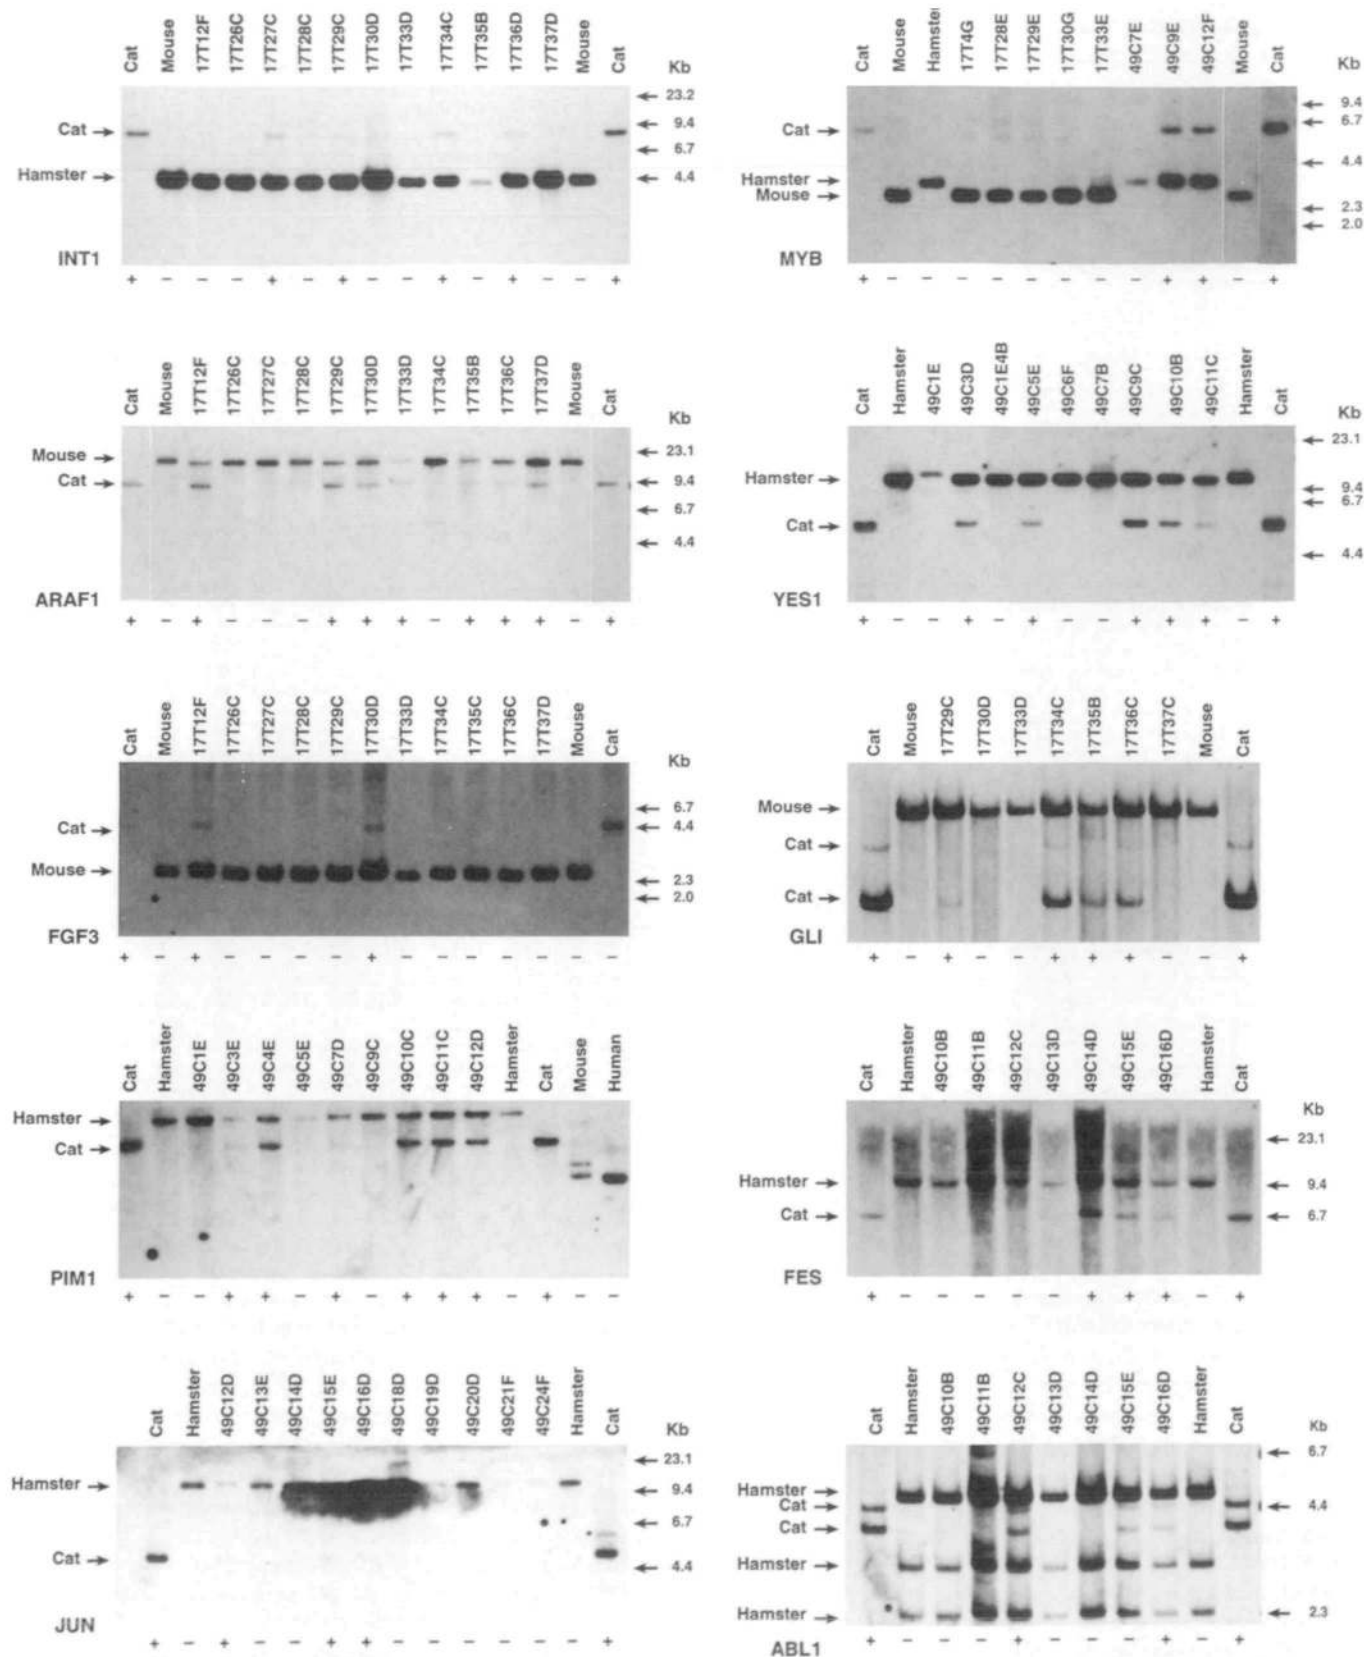 Cat Mouse 17T12F 17T26C 17T27C 17T28C 17T29C 17T30D 17T33D 17T34C 17T35B 17T36D 17T37D Mouse Cat
Kb
← 23.2
Cat → ← 9.4
← 6.7
Hamster → ← 4.4
INT1
+ – – – + – + – – + – + – – +
Cat Mouse Hamster 17T4G 17T28E 17T29E 17T30G 17T33E 49C7E 49C9E 49C12F Mouse Cat
Kb
← 9.4
Cat → ← 6.7
← 4.4
Hamster →
Mouse →
← 2.3
← 2.0
MYB
+ – – – – – – – – + + – +
Cat Mouse 17T12F 17T26C 17T27C 17T28C 17T29C 17T30D 17T33D 17T34C 17T35B 17T36C 17T37D Mouse Cat
Kb
Mouse → ← 23.1
Cat → ← 9.4
← 6.7
← 4.4
ARAF1
+ – + – – – + + + – + + + – +
Cat Hamster 49C1E 49C3D 49C1E4B 49C5E 49C6F 49C7B 49C9C 49C10B 49C11C Hamster Cat
Kb
← 23.1
Hamster → ← 9.4
← 6.7
Cat →
← 4.4
YES1
+ – – + – + – – + + + – +
Cat Mouse 17T12F 17T26C 17T27C 17T28C 17T29C 17T30D 17T33D 17T34C 17T35C 17T36C 17T37D Mouse Cat
Kb
← 6.7
Cat → ← 4.4
Mouse →
← 2.3
← 2.0
FGF3
+ – + – – – – + – – – – – – +
Cat Mouse 17T29C 17T30D 17T33D 17T34C 17T35B 17T36C 17T37C Mouse Cat
Mouse →
Cat →
Cat →
GLI
+ – + – – + + + – – +
Cat Hamster 49C1E 49C3E 49C4E 49C5E 49C7D 49C9C 49C10C 49C11C 49C12D Hamster Cat Mouse Human
Hamster →
Cat →
PIM1
+ – – + + – + – + + + – + – –
Cat Hamster 49C10B 49C11B 49C12C 49C13D 49C14D 49C15E 49C16D Hamster Cat
Kb
← 23.1
Hamster → ← 9.4
Cat → ← 6.7
FES
+ – – – – – + + + – +
Cat Hamster 49C12D 49C13E 49C14D 49C15E 49C16D 49C18D 49C19D 49C20D 49C21F 49C24F Hamster Cat
Kb
← 23.1
Hamster → ← 9.4
← 6.7
Cat → ← 4.4
JUN
+ – + – – + + – – – – – – +
Cat Hamster 49C10B 49C11B 49C12C 49C13D 49C14D 49C15E 49C16D Hamster Cat
Kb
← 6.7
Hamster →
Cat → ← 4.4
Cat →
Hamster →
Hamster → ← 2.3
ABL1
+ – – – + – – – + – +